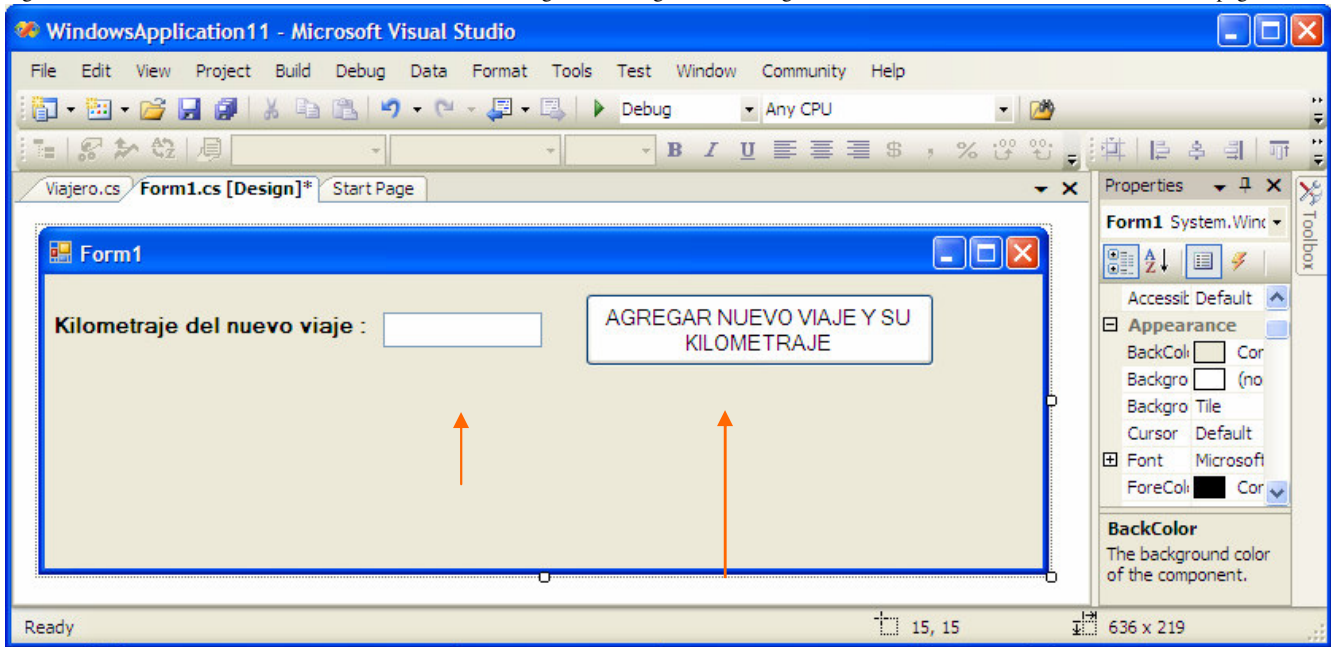 WindowsApplication11 - Microsoft Visual Studio
File Edit View Project Build Debug Data Format Tools Test Window Community Help
Debug Any CPU
B I U $ , %
Viajero.cs Form1.cs [Design]* Start Page
Properties
Form1 System.Winc
Toolbox
Form1
Kilometraje del nuevo viaje :
AGREGAR NUEVO VIAJE Y SU
KILOMETRAJE
Accessit Default
Appearance
BackColo Cor
Backgro (no
Backgro Tile
Cursor Default
Font Microsoft
ForeColo Cor
BackColor
The background color
of the component.
Ready 15, 15 636 x 219